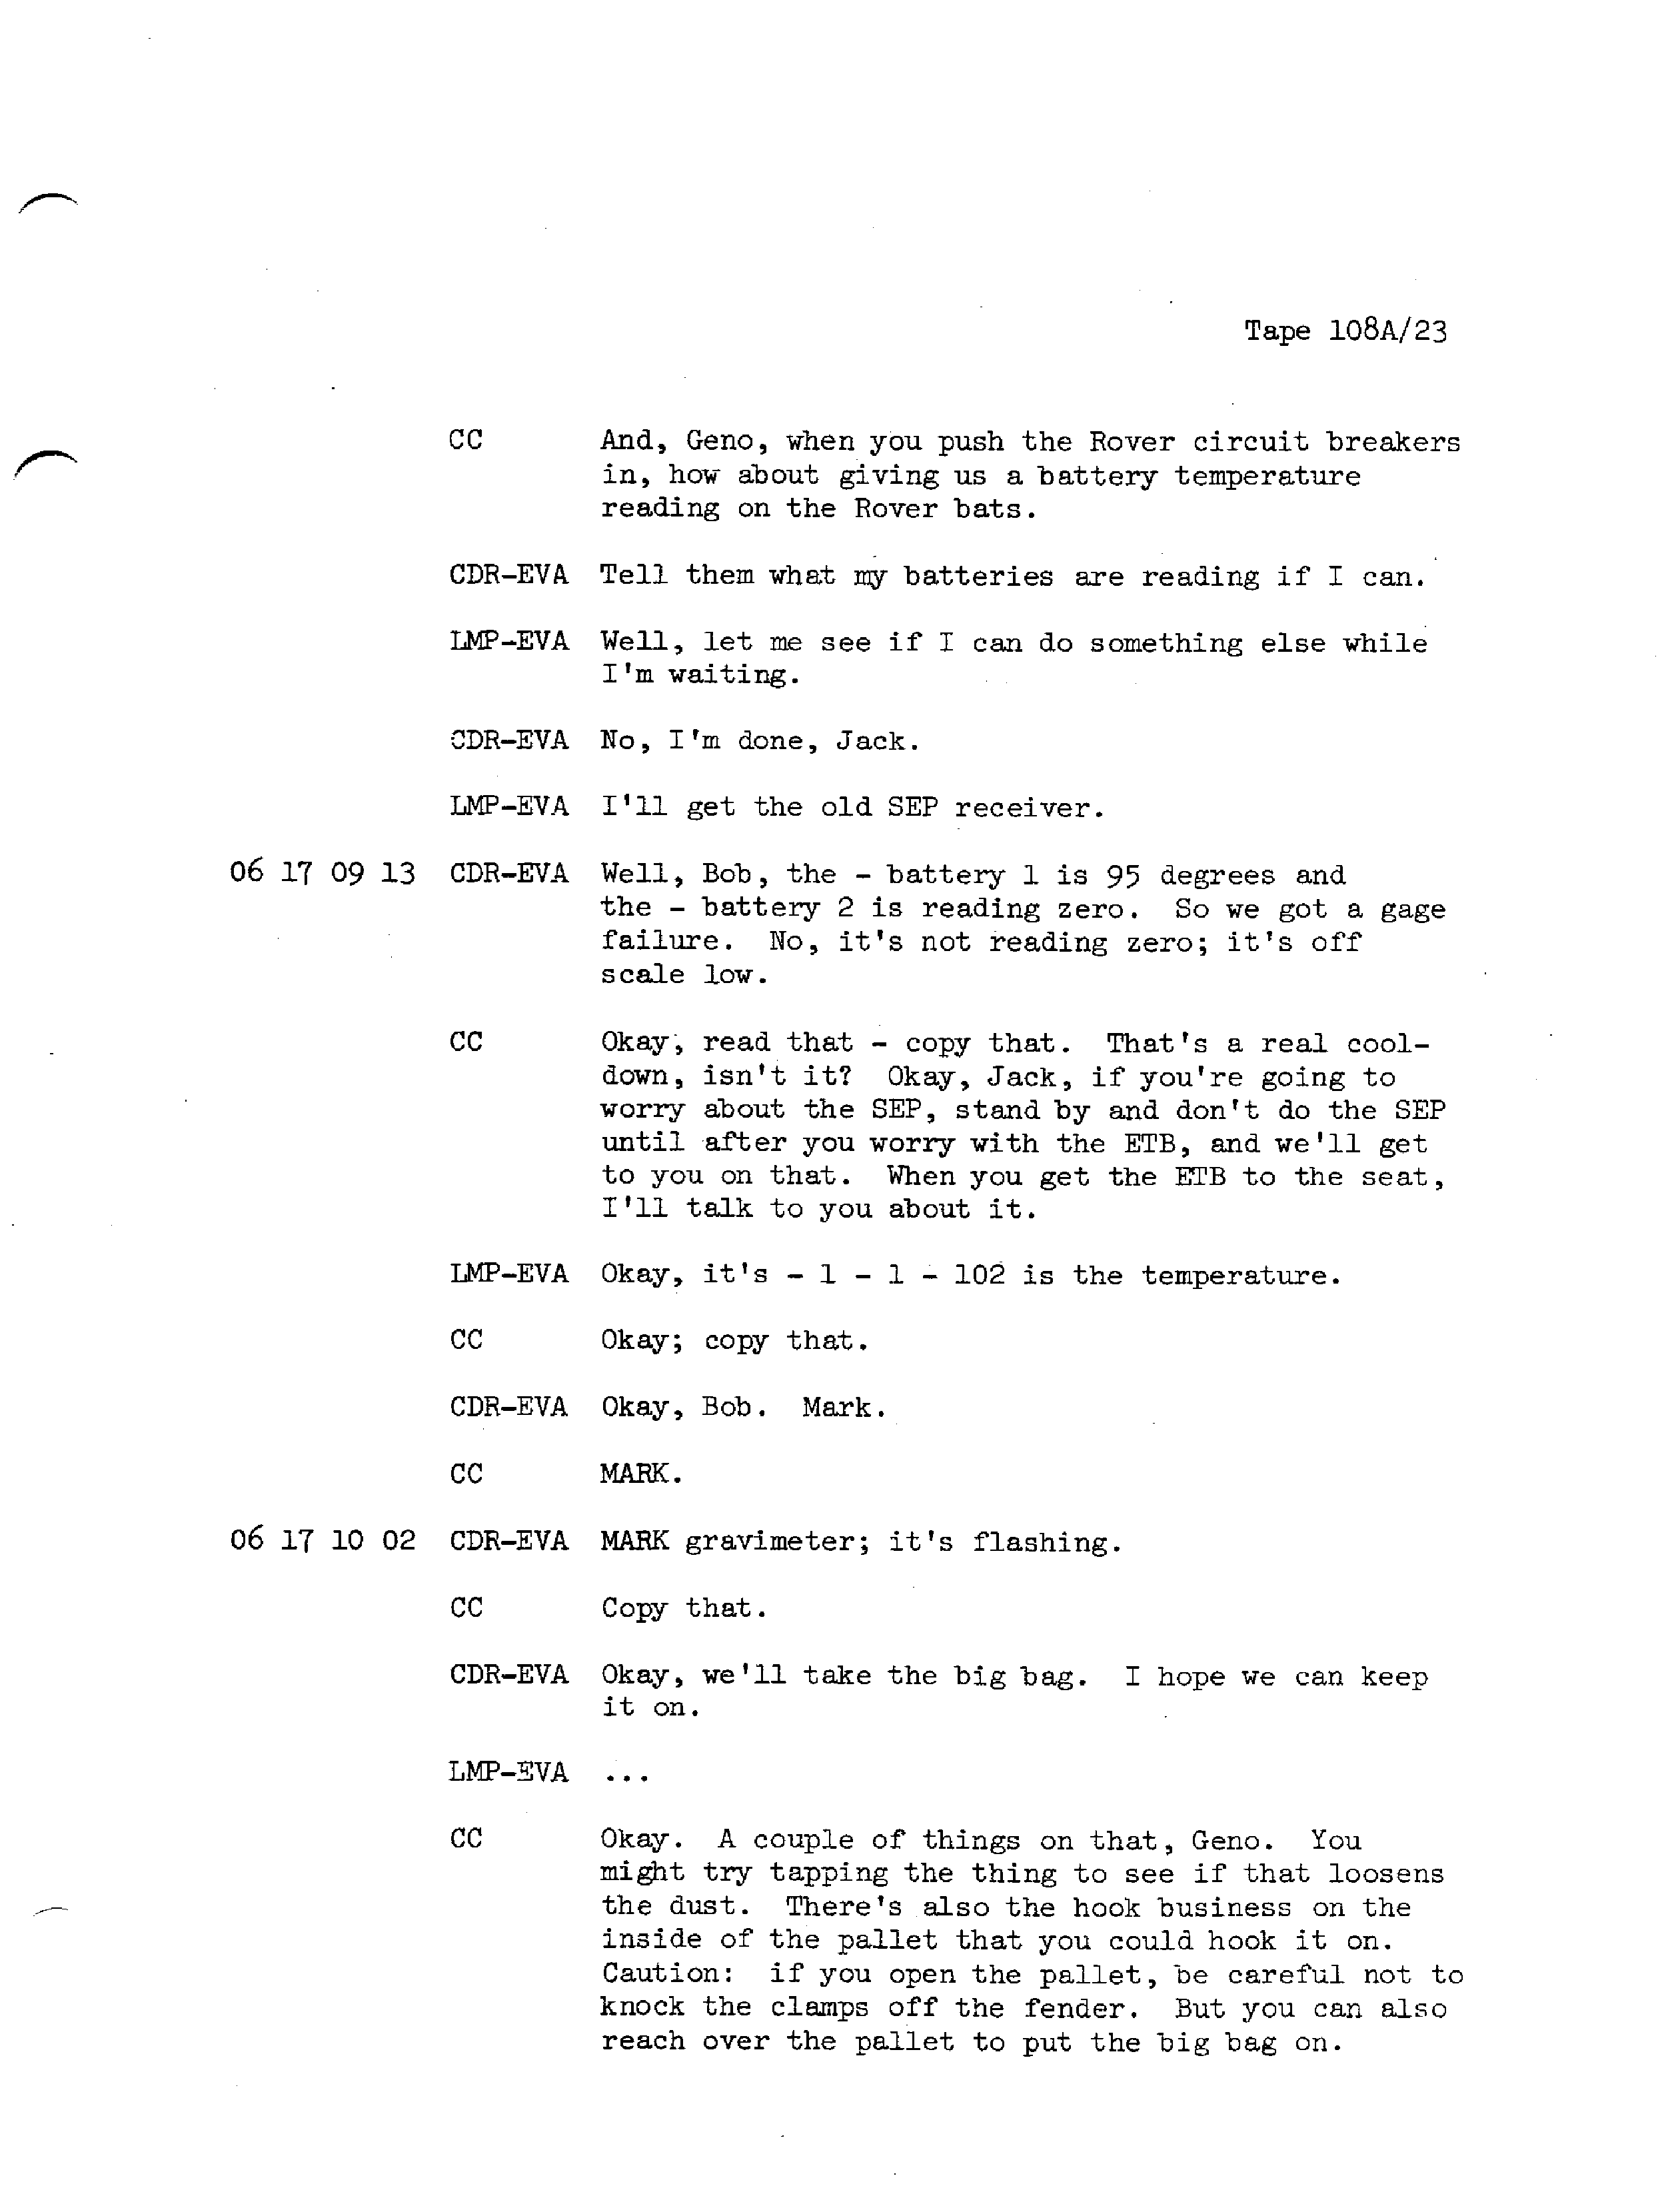 Tape 108A/23
CC And, Geno, when you push the Rover circuit breakers
in, how about giving us a battery temperature
reading on the Rover bats.
CDR-EVA Tell them what my batteries are reading if I can.
LMP-EVA Well, let me see if I can do something else while
I'm waiting.
CDR-EVA No, I'm done, Jack.
LMP-EVA I'll get the old SEP receiver.
06 17 09 13 CDR-EVA Well, Bob, the - battery 1 is 95 degrees and
the - battery 2 is reading zero. So we got a gage
failure. No, it's not reading zero; it's off
scale low.
CC Okay, read that - copy that. That's a real cool-
down, isn't it? Okay, Jack, if you're going to
worry about the SEP, stand by and don't do the SEP
until after you worry with the ETB, and we'll get
to you on that. When you get the ETB to the seat,
I'll talk to you about it.
LMP-EVA Okay, it's - 1 - 1 - 102 is the temperature.
CC Okay; copy that.
CDR-EVA Okay, Bob. Mark.
CC MARK.
06 17 10 02 CDR-EVA MARK gravimeter; it's flashing.
CC Copy that.
CDR-EVA Okay, we'll take the big bag. I hope we can keep
it on.
LMP-EVA ...
CC Okay. A couple of things on that, Geno. You
might try tapping the thing to see if that loosens
the dust. There's also the hook business on the
inside of the pallet that you could hook it on.
Caution: if you open the pallet, be careful not to
knock the clamps off the fender. But you can also
reach over the pallet to put the big bag on.